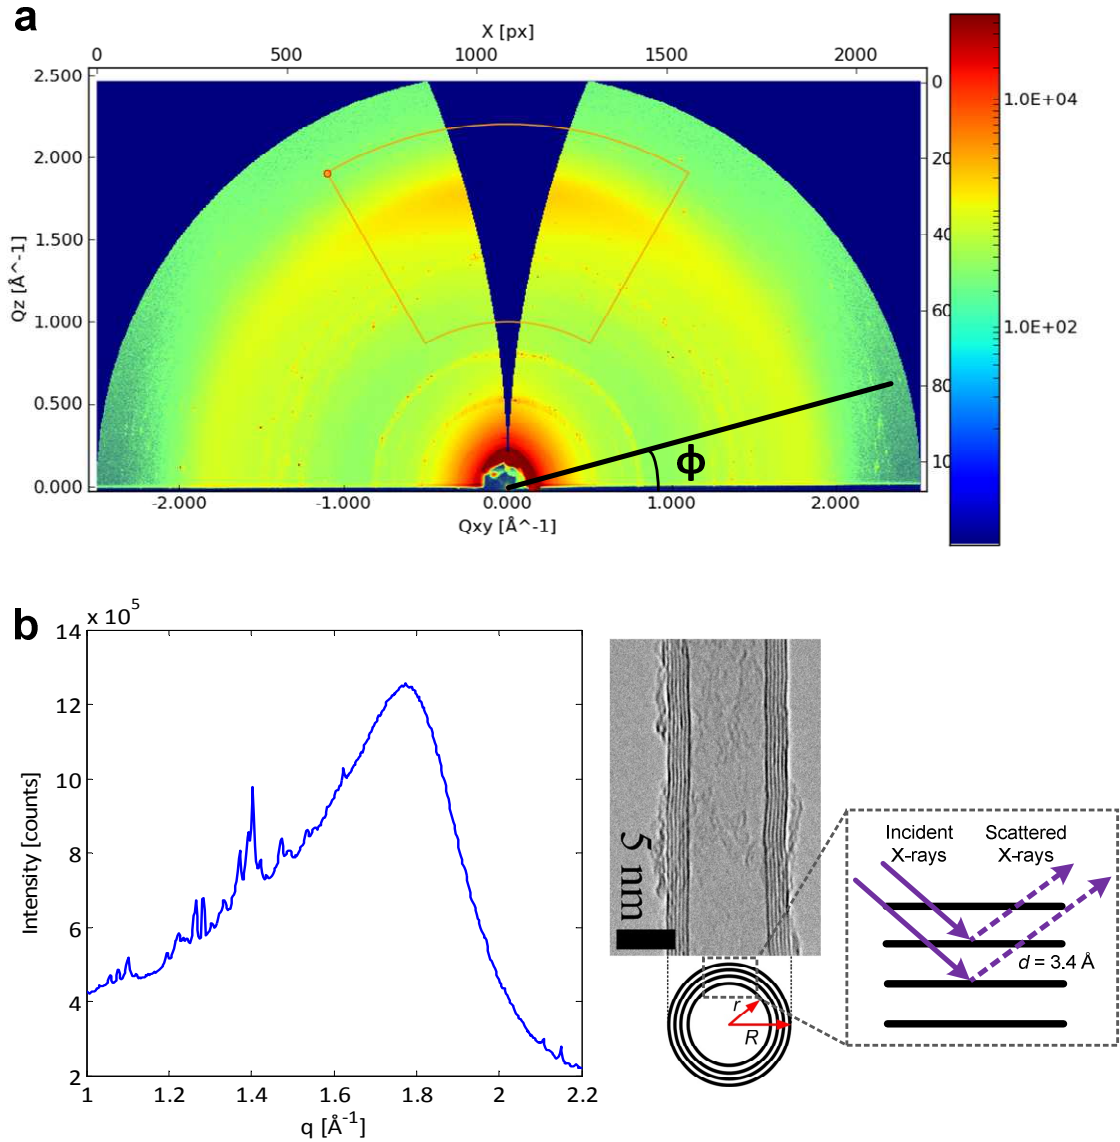 a
X [px]
0 500 1000 1500 2000
2.500
2.000
1.500
1.000
0.500
0.000
Qz [Å^-1]
-2.000 -1.000 0.000 1.000 2.000
Qxy [Å^-1]
0
20
40
60
80
10
ϕ
1.0E+04
1.0E+02
b
x 10^5
14
12
10
8
6
4
2
Intensity [counts]
1 1.2 1.4 1.6 1.8 2 2.2
q [Å^-1]
5 nm
r
R
Incident Scattered
X-rays X-rays
d = 3.4 Å